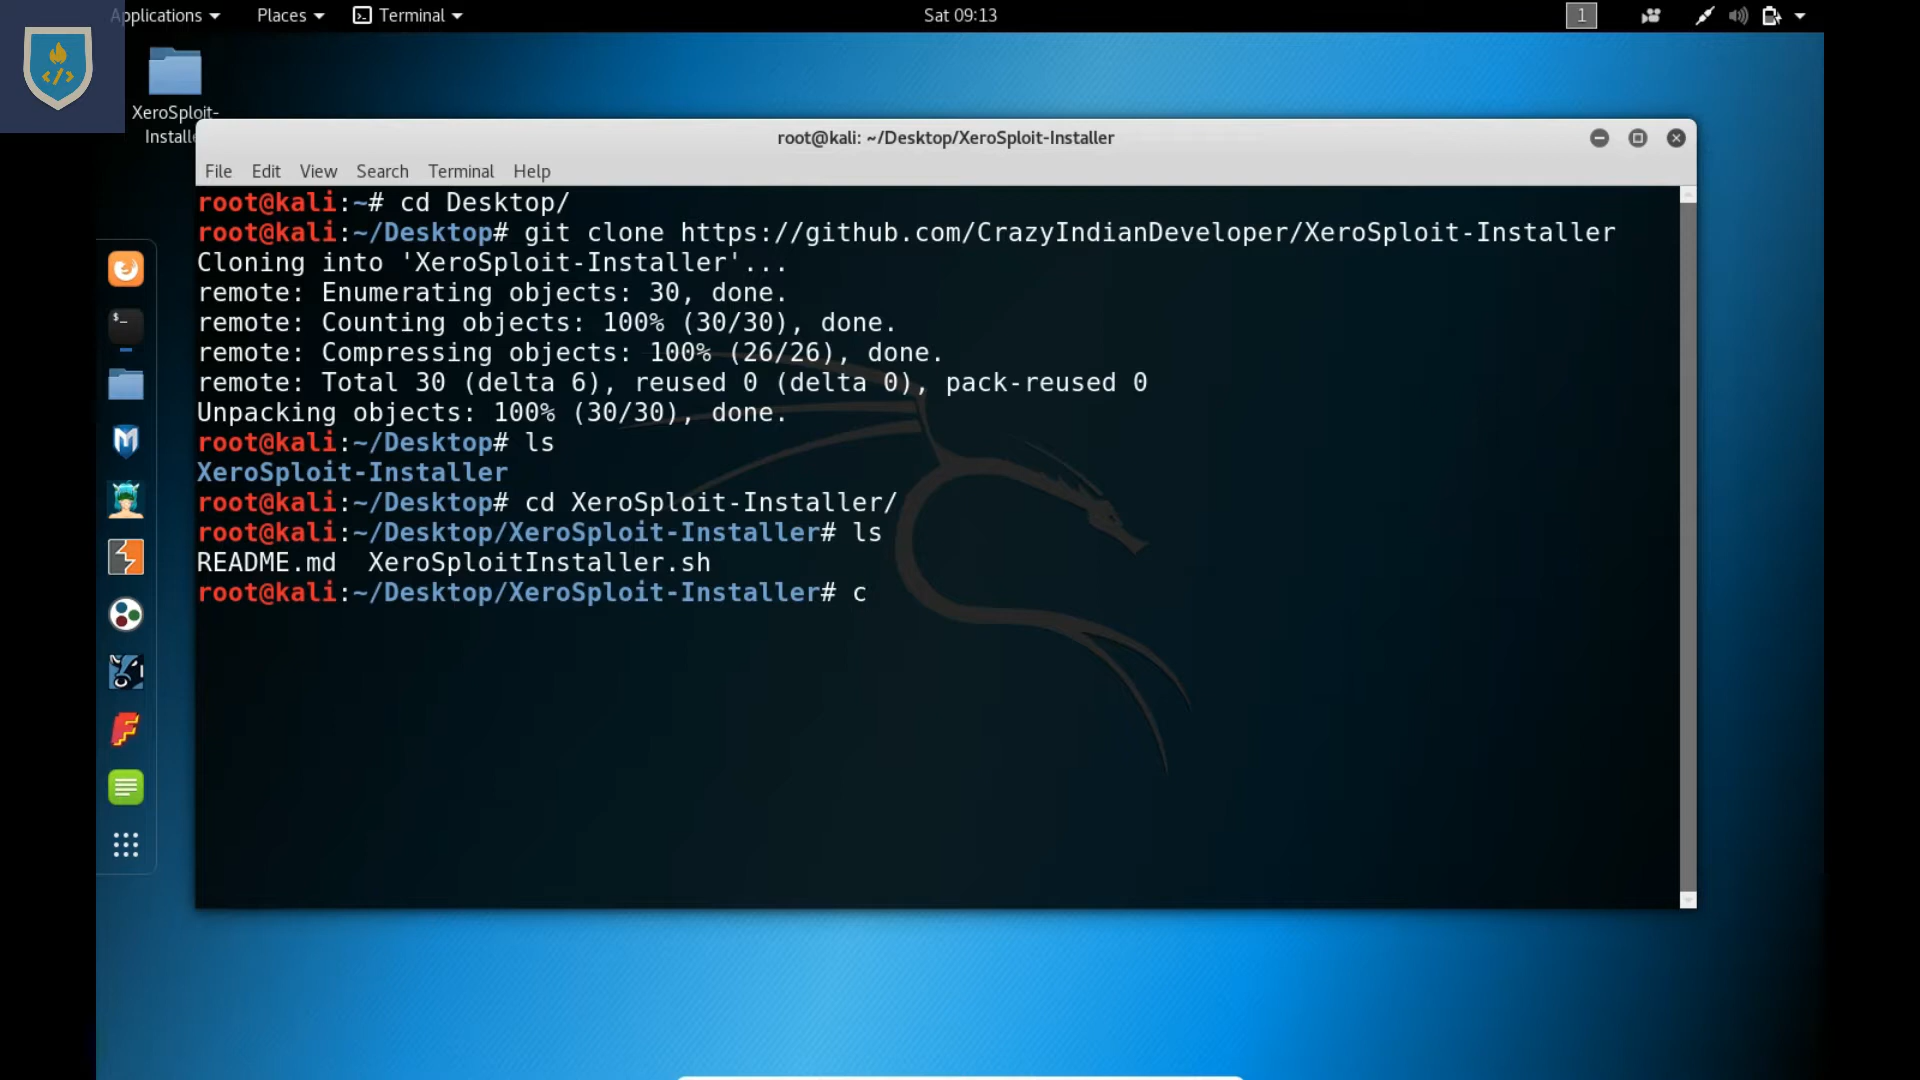 Applications Places Terminal Sat 09:13 1
XeroSploit-
Installe
root@kali: ~/Desktop/XeroSploit-Installer
File Edit View Search Terminal Help
root@kali:~# cd Desktop/
root@kali:~/Desktop# git clone https://github.com/CrazyIndianDeveloper/XeroSploit-Installer
Cloning into 'XeroSploit-Installer'...
remote: Enumerating objects: 30, done.
remote: Counting objects: 100% (30/30), done.
remote: Compressing objects: 100% (26/26), done.
remote: Total 30 (delta 6), reused 0 (delta 0), pack-reused 0
Unpacking objects: 100% (30/30), done.
root@kali:~/Desktop# ls
XeroSploit-Installer
root@kali:~/Desktop# cd XeroSploit-Installer/
root@kali:~/Desktop/XeroSploit-Installer# ls
README.md  XeroSploitInstaller.sh
root@kali:~/Desktop/XeroSploit-Installer# c